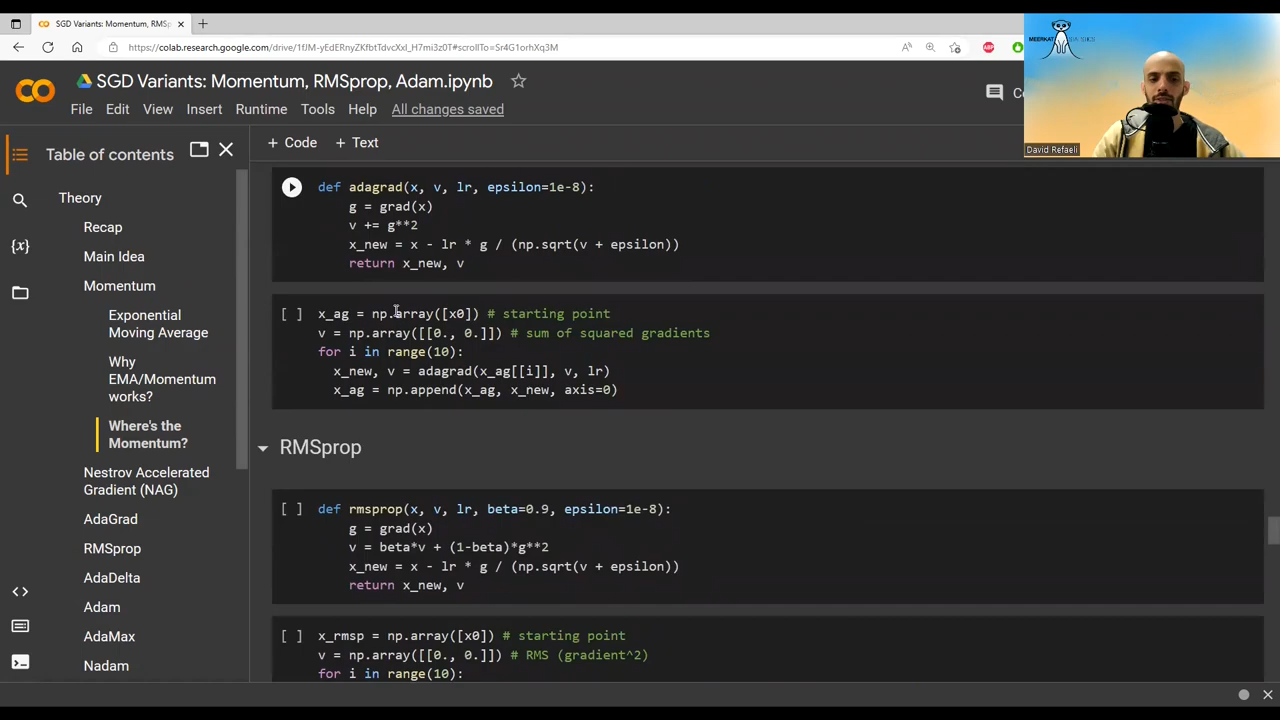 SGD Variants: Momentum, RMSp
https://colab.research.google.com/drive/1fJM-yEdERnyZKfbtTdvcXxl_H7mi3z0T#scrollTo=Sr4G1orhXq3M
MEERKAT
SGD Variants: Momentum, RMSprop, Adam.ipynb
File Edit View Insert Runtime Tools Help All changes saved
Co
David Refaeli
Table of contents
+ Code + Text
Theory
Recap
Main Idea
Momentum
Exponential
Moving Average
Why
EMA/Momentum
works?
Where's the
Momentum?
Nestrov Accelerated
Gradient (NAG)
AdaGrad
RMSprop
AdaDelta
Adam
AdaMax
Nadam
def adagrad(x, v, lr, epsilon=1e-8):
g = grad(x)
v += g**2
x_new = x - lr * g / (np.sqrt(v + epsilon))
return x_new, v
[ ] x_ag = np.array([x0]) # starting point
v = np.array([[0., 0.]]) # sum of squared gradients
for i in range(10):
x_new, v = adagrad(x_ag[[i]], v, lr)
x_ag = np.append(x_ag, x_new, axis=0)
RMSprop
[ ] def rmsprop(x, v, lr, beta=0.9, epsilon=1e-8):
g = grad(x)
v = beta*v + (1-beta)*g**2
x_new = x - lr * g / (np.sqrt(v + epsilon))
return x_new, v
[ ] x_rmsp = np.array([x0]) # starting point
v = np.array([[0., 0.]]) # RMS (gradient^2)
for i in range(10):